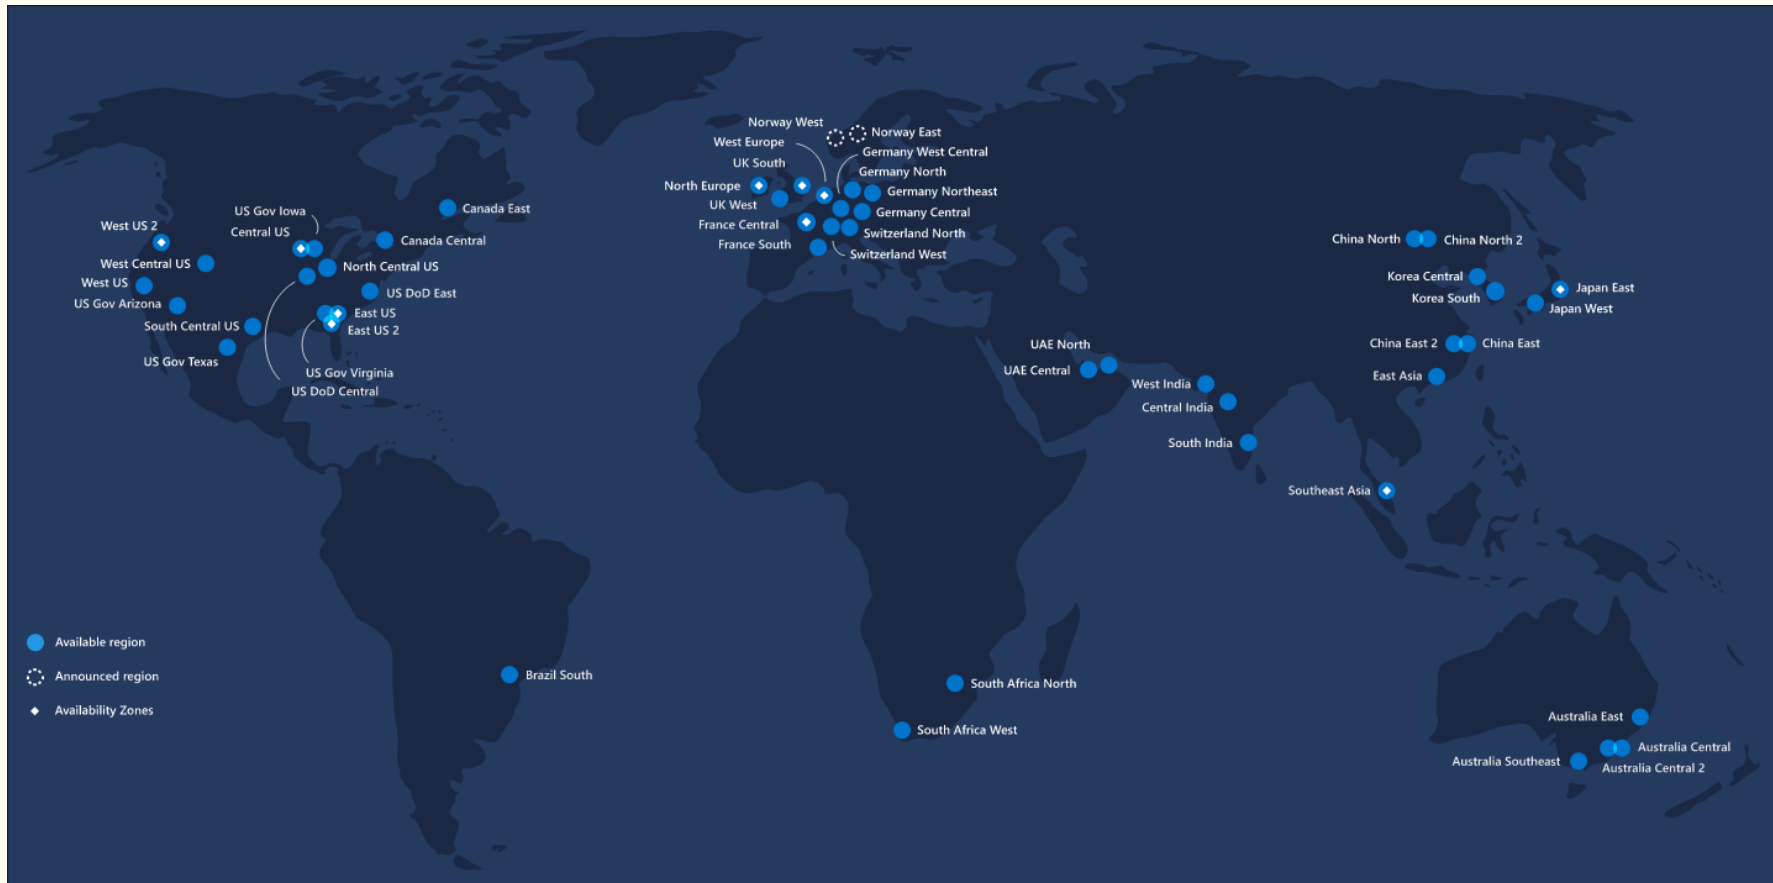 Norway West
Norway East
West Europe
Germany West Central
UK South
Germany North
North Europe
Germany Northeast
UK West
Germany Central
France Central
Switzerland North
France South
Switzerland West
US Gov Iowa
Canada East
West US 2
Central US
Canada Central
West Central US
North Central US
West US
US DoD East
US Gov Arizona
East US
South Central US
East US 2
US Gov Texas
US Gov Virginia
US DoD Central
China North
China North 2
Korea Central
Japan East
Korea South
Japan West
China East 2
China East
East Asia
UAE North
UAE Central
West India
Central India
South India
Southeast Asia
Available region
Announced region
Availability Zones
Brazil South
South Africa North
South Africa West
Australia East
Australia Central
Australia Southeast
Australia Central 2